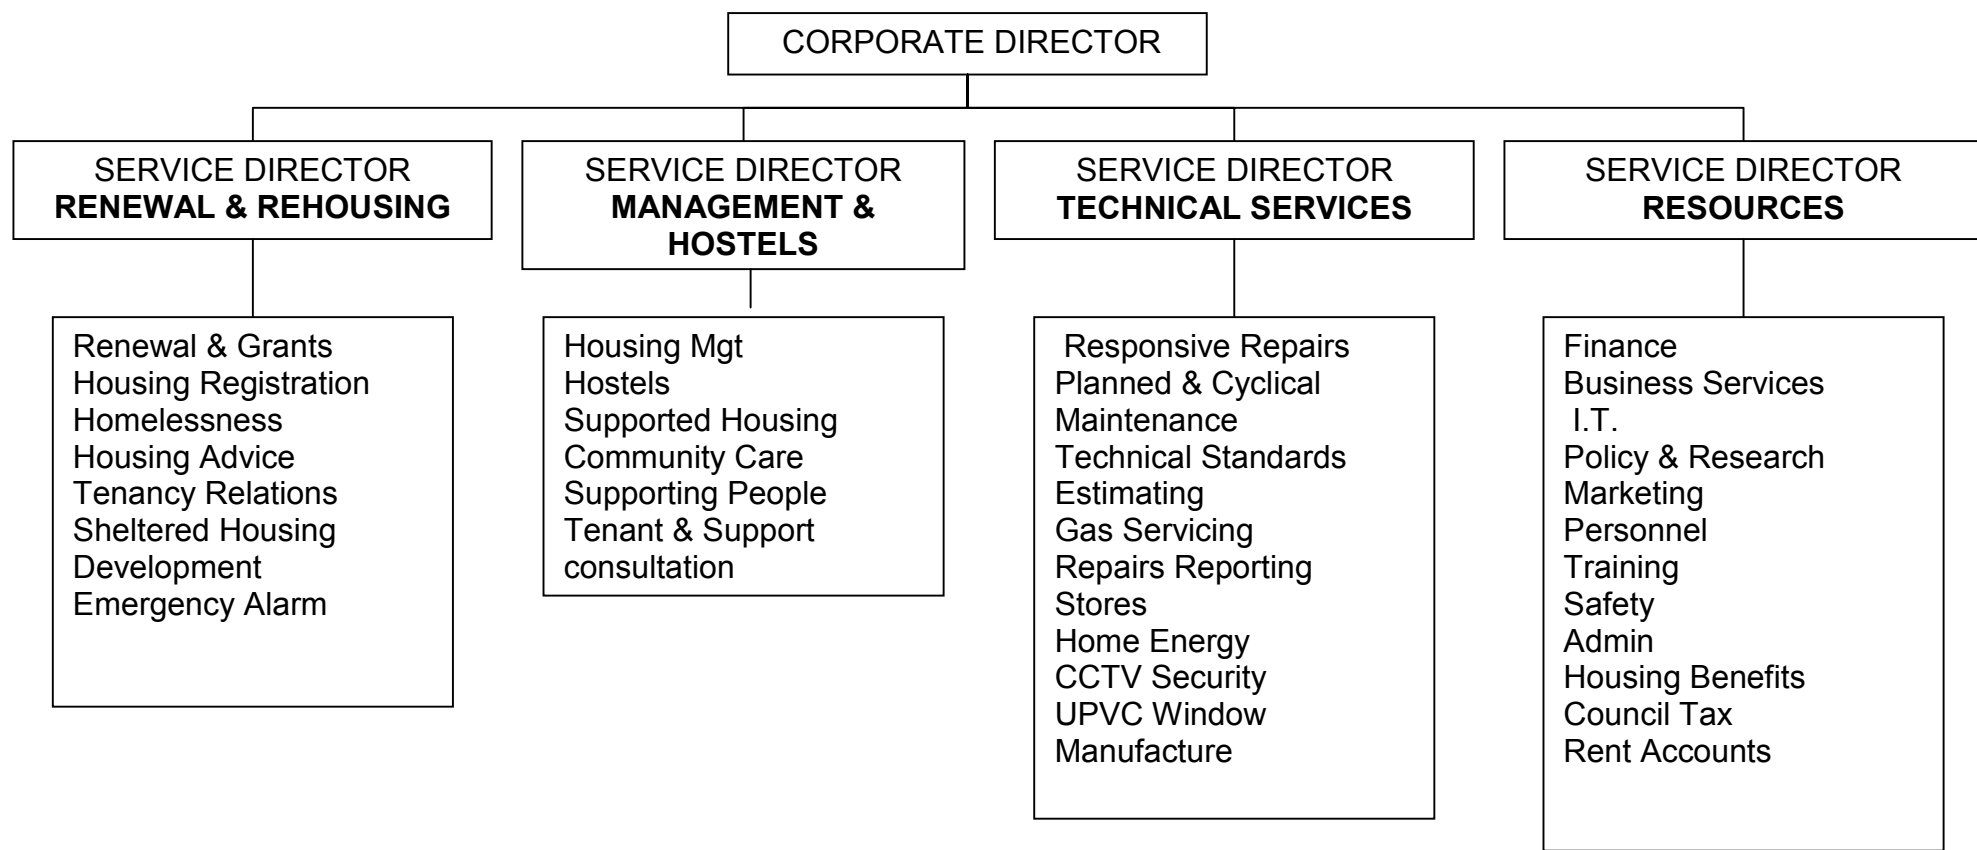 CORPORATE DIRECTOR
SERVICE DIRECTOR
RENEWAL & REHOUSING
SERVICE DIRECTOR
MANAGEMENT &
HOSTELS
SERVICE DIRECTOR
TECHNICAL SERVICES
SERVICE DIRECTOR
RESOURCES
Renewal & Grants
Housing Registration
Homelessness
Housing Advice
Tenancy Relations
Sheltered Housing
Development
Emergency Alarm
Housing Mgt
Hostels
Supported Housing
Community Care
Supporting People
Tenant & Support
consultation
Responsive Repairs
Planned & Cyclical
Maintenance
Technical Standards
Estimating
Gas Servicing
Repairs Reporting
Stores
Home Energy
CCTV Security
UPVC Window
Manufacture
Finance
Business Services
I.T.
Policy & Research
Marketing
Personnel
Training
Safety
Admin
Housing Benefits
Council Tax
Rent Accounts